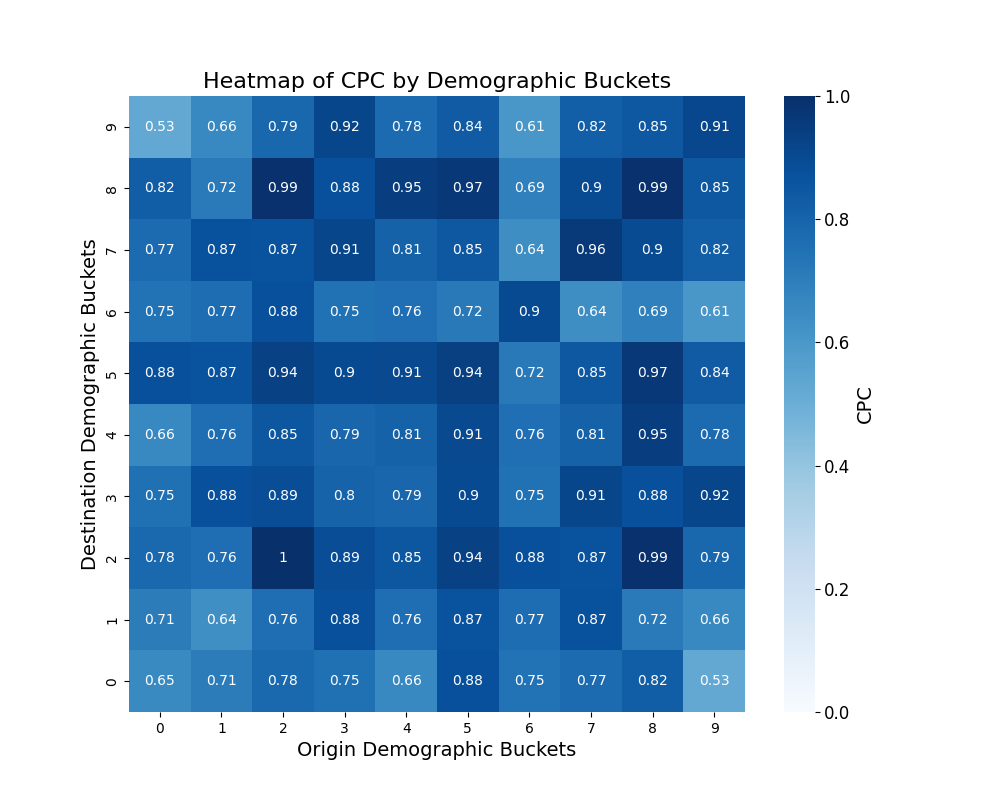 Heatmap of CPC by Demographic Buckets
Destination Demographic Buckets
9 0.53 0.66 0.79 0.92 0.78 0.84 0.61 0.82 0.85 0.91
8 0.82 0.72 0.99 0.88 0.95 0.97 0.69 0.9 0.99 0.85
7 0.77 0.87 0.87 0.91 0.81 0.85 0.64 0.96 0.9 0.82
6 0.75 0.77 0.88 0.75 0.76 0.72 0.9 0.64 0.69 0.61
5 0.88 0.87 0.94 0.9 0.91 0.94 0.72 0.85 0.97 0.84
4 0.66 0.76 0.85 0.79 0.81 0.91 0.76 0.81 0.95 0.78
3 0.75 0.88 0.89 0.8 0.79 0.9 0.75 0.91 0.88 0.92
2 0.78 0.76 1 0.89 0.85 0.94 0.88 0.87 0.99 0.79
1 0.71 0.64 0.76 0.88 0.76 0.87 0.77 0.87 0.72 0.66
0 0.65 0.71 0.78 0.75 0.66 0.88 0.75 0.77 0.82 0.53
0 1 2 3 4 5 6 7 8 9
Origin Demographic Buckets
1.0
0.8
0.6
0.4
0.2
0.0
CPC